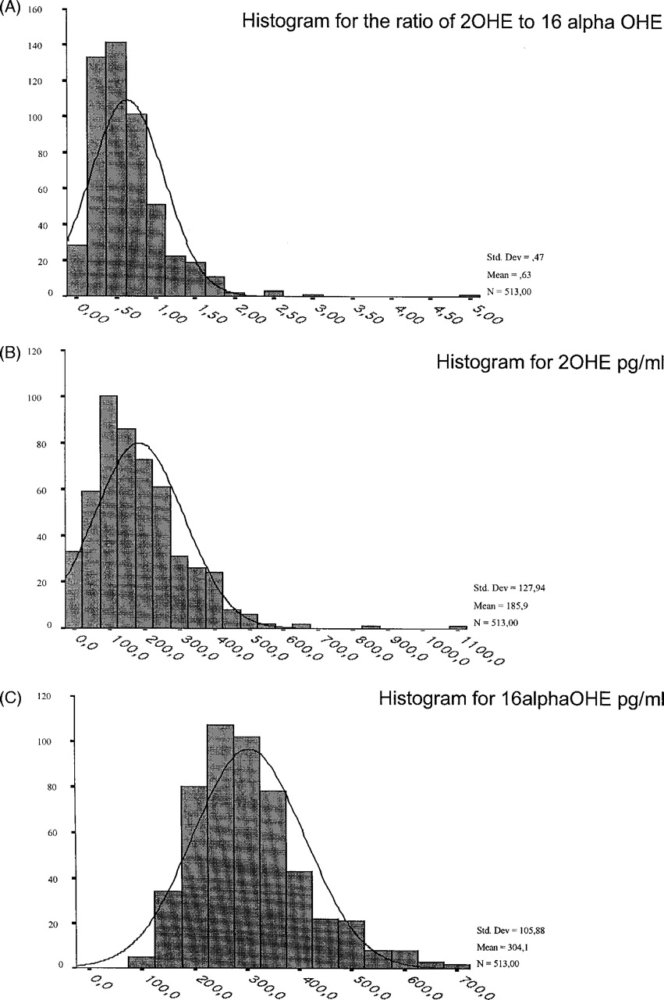 (A)
Histogram for the ratio of 2OHE to 16 alpha OHE
160
140
120
100
80
60
40
20
0
Std. Dev = ,47
Mean = ,63
N = 513,00
0,00 ,50 1,00 1,50 2,00 2,50 3,00 3,50 4,00 4,50 5,00
(B)
Histogram for 2OHE pg/ml
120
100
80
60
40
20
0
Std. Dev = 127,94
Mean = 185,9
N = 513,00
0,0 100,0 200,0 300,0 400,0 500,0 600,0 700,0 800,0 900,0 1000,0 1100,0
(C)
Histogram for 16alphaOHE pg/ml
120
100
80
60
40
20
0
Std. Dev = 105,88
Mean = 304,1
N = 513,00
0,0 100,0 200,0 300,0 400,0 500,0 600,0 700,0